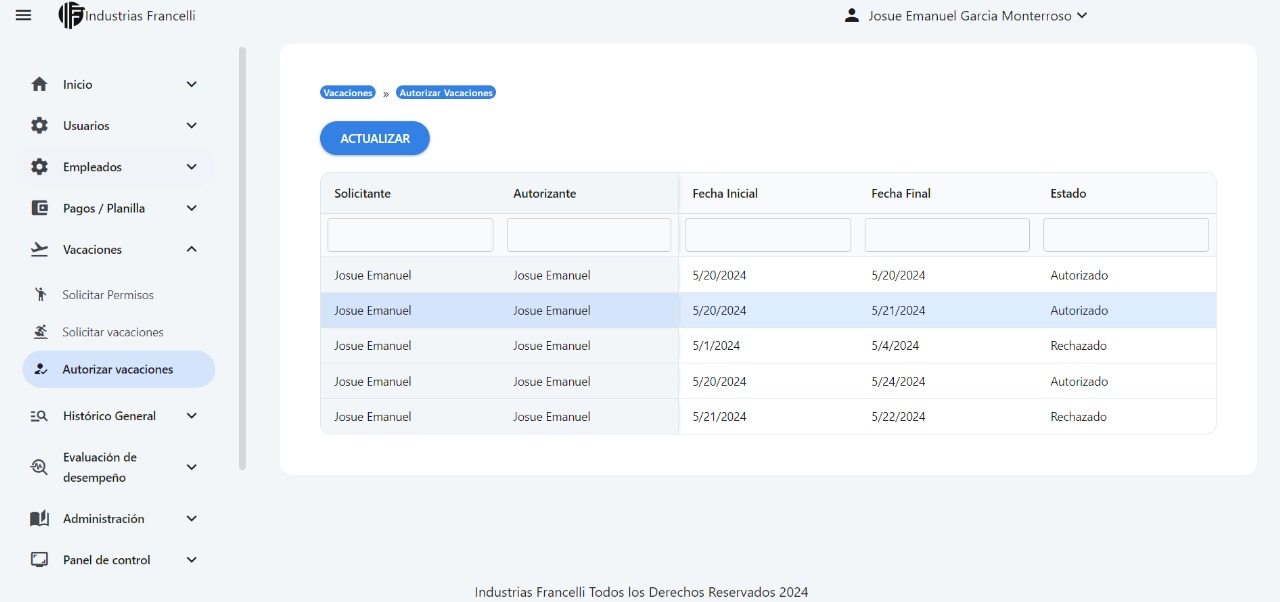 Industrias Francelli
Josue Emanuel Garcia Monterroso
Inicio
Usuarios
Empleados
Pagos / Planilla
Vacaciones
Solicitar Permisos
Solicitar vacaciones
Autorizar vacaciones
Histórico General
Evaluación de
desempeño
Administración
Panel de control
Vacaciones » Autorizar Vacaciones
ACTUALIZAR
Solicitante Autorizante Fecha Inicial Fecha Final Estado
Josue Emanuel Josue Emanuel 5/20/2024 5/20/2024 Autorizado
Josue Emanuel Josue Emanuel 5/20/2024 5/21/2024 Autorizado
Josue Emanuel Josue Emanuel 5/1/2024 5/4/2024 Rechazado
Josue Emanuel Josue Emanuel 5/20/2024 5/24/2024 Autorizado
Josue Emanuel Josue Emanuel 5/21/2024 5/22/2024 Rechazado
Industrias Francelli Todos los Derechos Reservados 2024